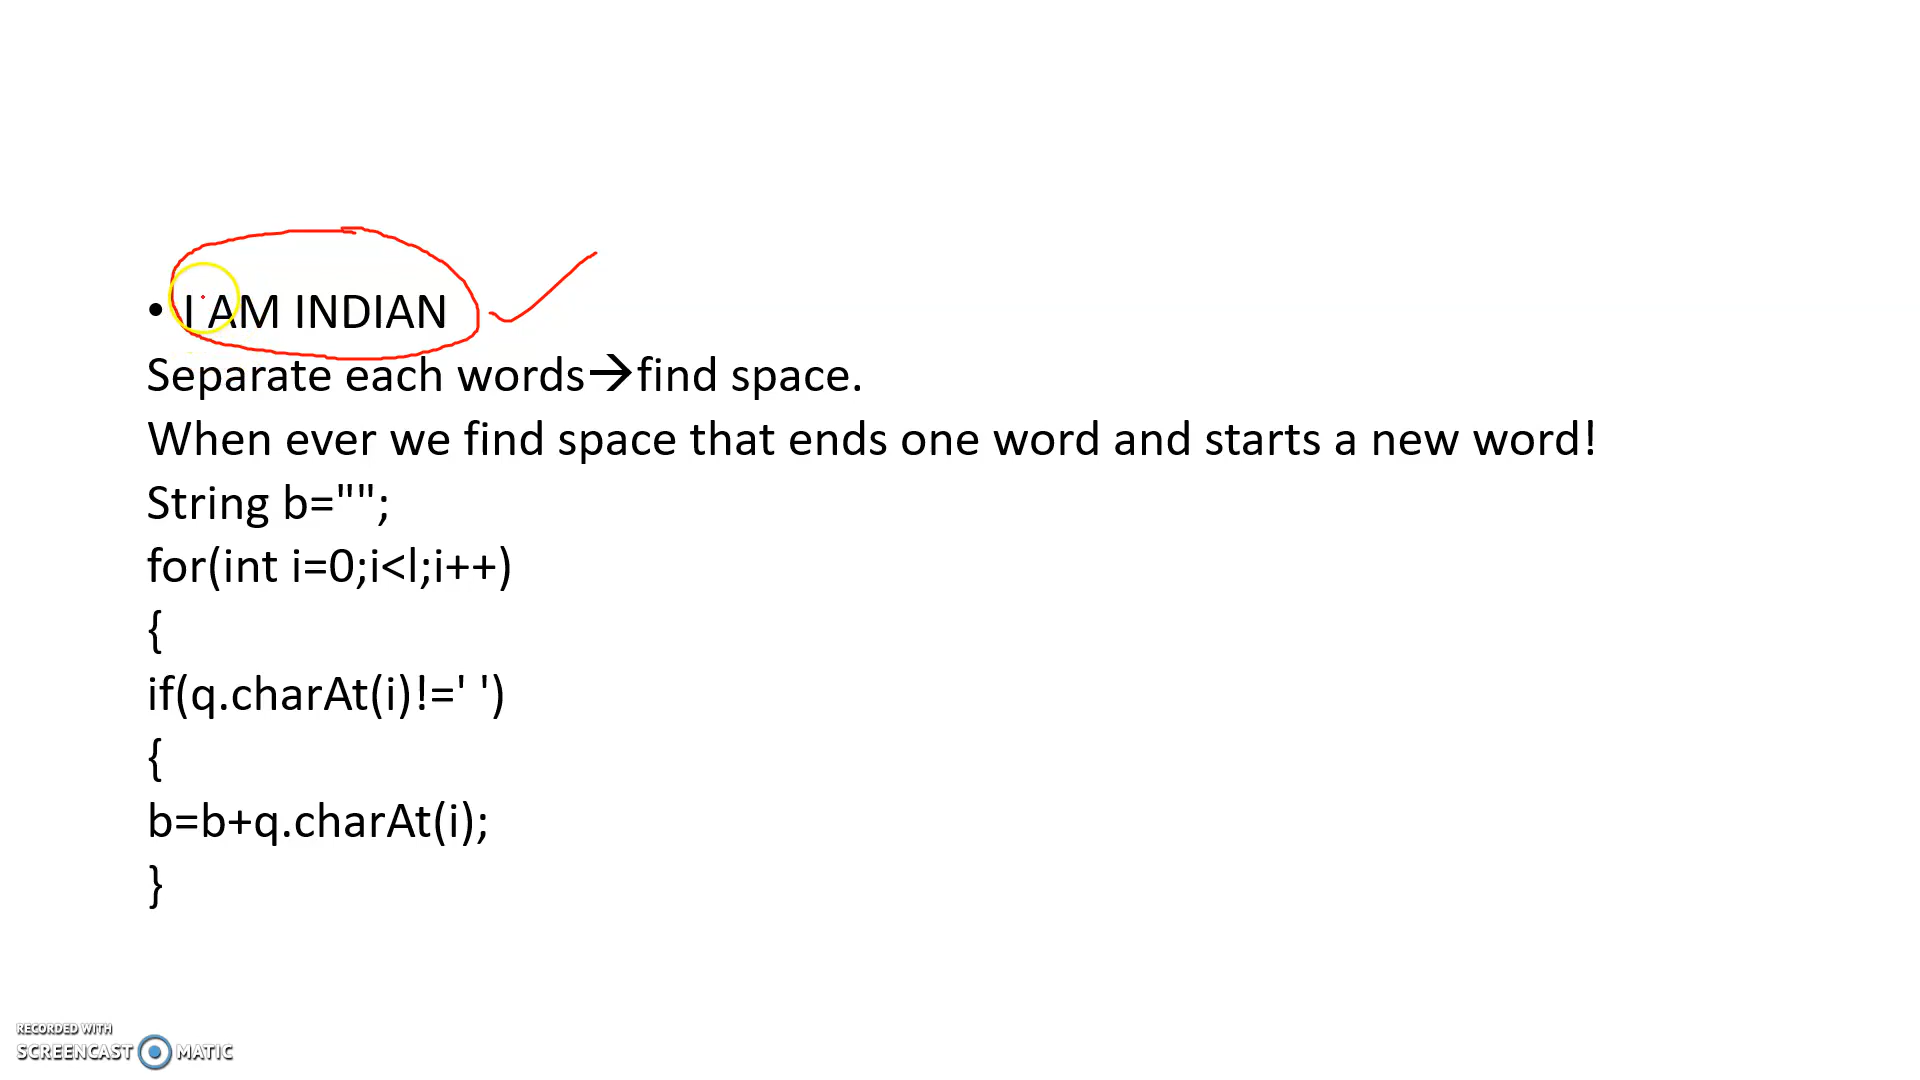 • I AM INDIAN
Separate each words→find space.
When ever we find space that ends one word and starts a new word!
String b="";
for(int i=0;i<l;i++)
{
if(q.charAt(i)!=' ')
{
b=b+q.charAt(i);
}
RECORDED WITH
SCREENCAST MATIC